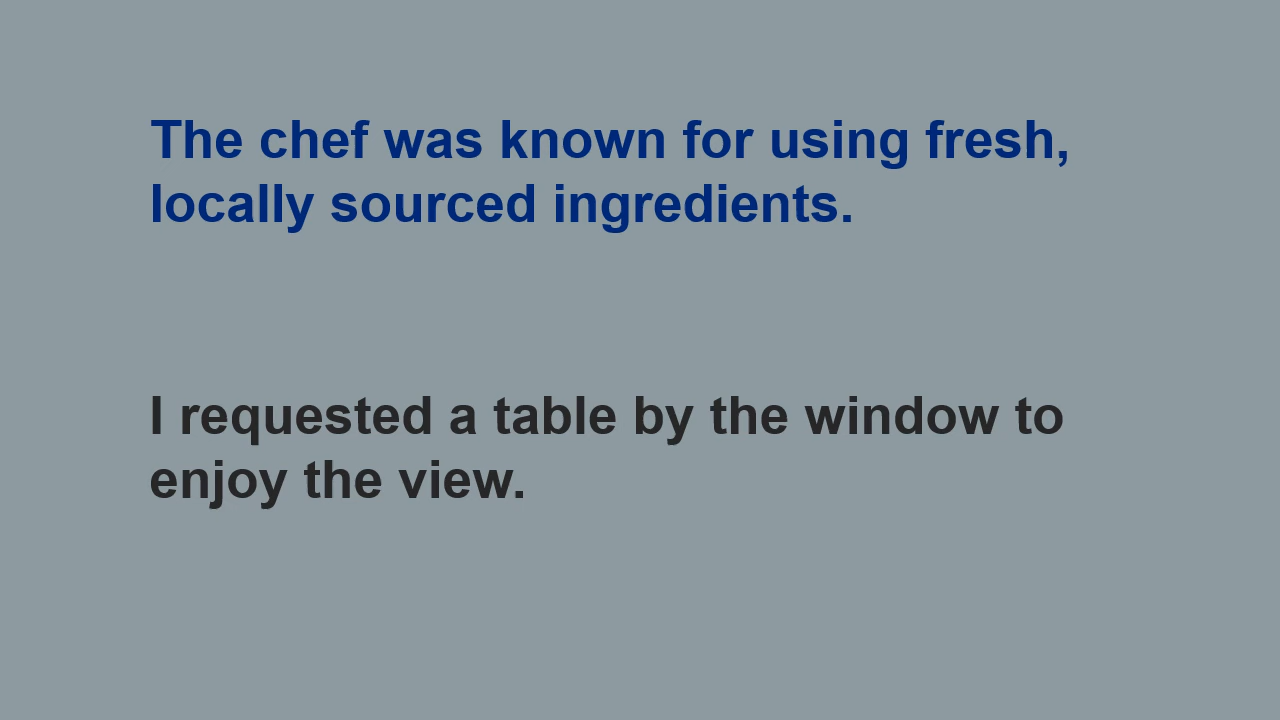 The chef was known for using fresh,
locally sourced ingredients.
I requested a table by the window to
enjoy the view.